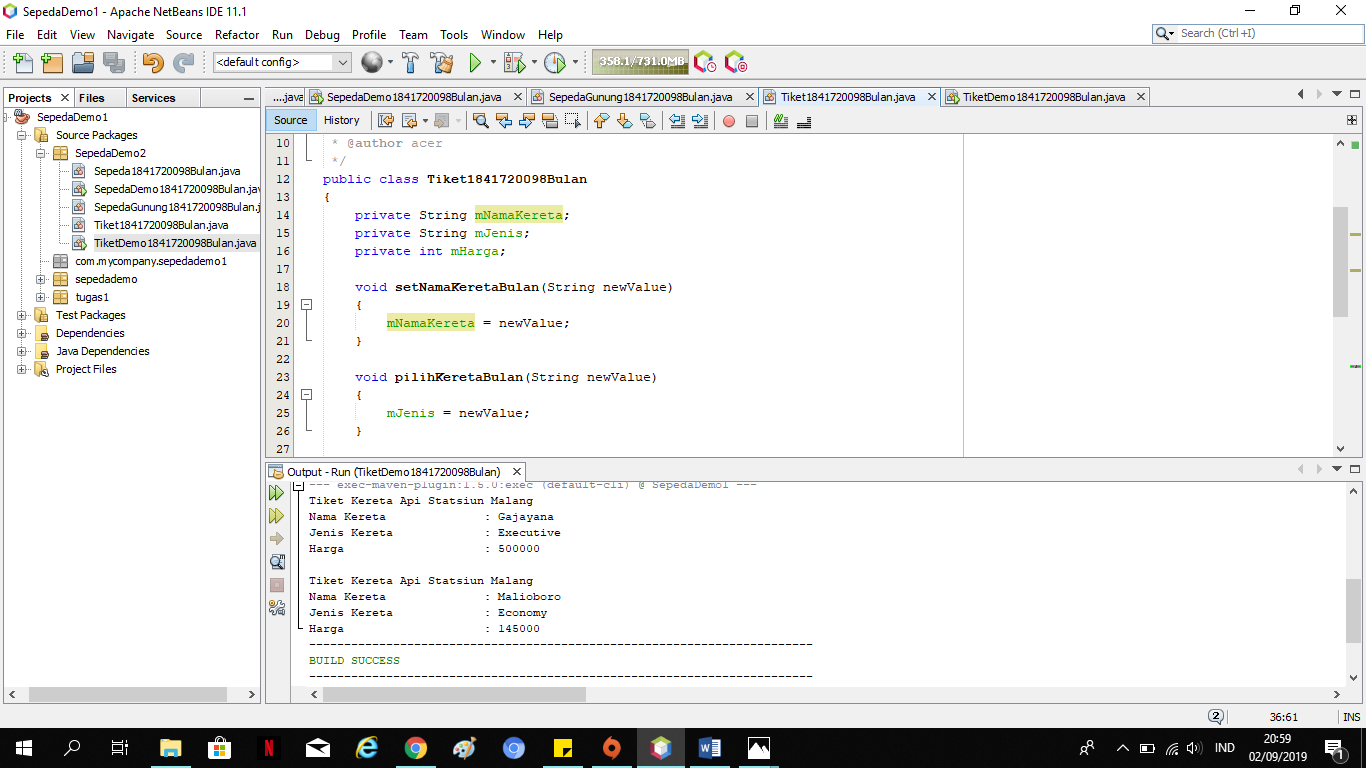 SepedaDemo1 - Apache NetBeans IDE 11.1
File Edit View Navigate Source Refactor Run Debug Profile Team Tools Window Help
Search (Ctrl+I)
<default config>
358.1/731.0MB
Projects Files Services
SepedaDemo1
Source Packages
SepedaDemo2
Sepeda1841720098Bulan.java
SepedaDemo1841720098Bulan.jav
SepedaGunung1841720098Bulan.j
Tiket1841720098Bulan.java
TiketDemo1841720098Bulan.java
com.mycompany.sepedademo1
sepedademo
tugas1
Test Packages
Dependencies
Java Dependencies
Project Files
....java SepedaDemo1841720098Bulan.java SepedaGunung1841720098Bulan.java Tiket1841720098Bulan.java TiketDemo1841720098Bulan.java
Source History
10 * @author acer
11 */
12 public class Tiket1841720098Bulan
13 {
14 private String mNamaKereta;
15 private String mJenis;
16 private int mHarga;
17
18 void setNamaKeretaBulan(String newValue)
19 {
20 mNamaKereta = newValue;
21 }
22
23 void pilihKeretaBulan(String newValue)
24 {
25 mJenis = newValue;
26 }
27
Output - Run (TiketDemo1841720098Bulan)
--- exec-maven-plugin:1.5.0:exec (default-cli) @ SepedaDemo1 ---
Tiket Kereta Api Statsiun Malang
Nama Kereta : Gajayana
Jenis Kereta : Executive
Harga : 500000
Tiket Kereta Api Statsiun Malang
Nama Kereta : Malioboro
Jenis Kereta : Economy
Harga : 145000
------------------------------------------------------------------------
BUILD SUCCESS
------------------------------------------------------------------------
2
36:61 INS
IND
20:59
02/09/2019
1